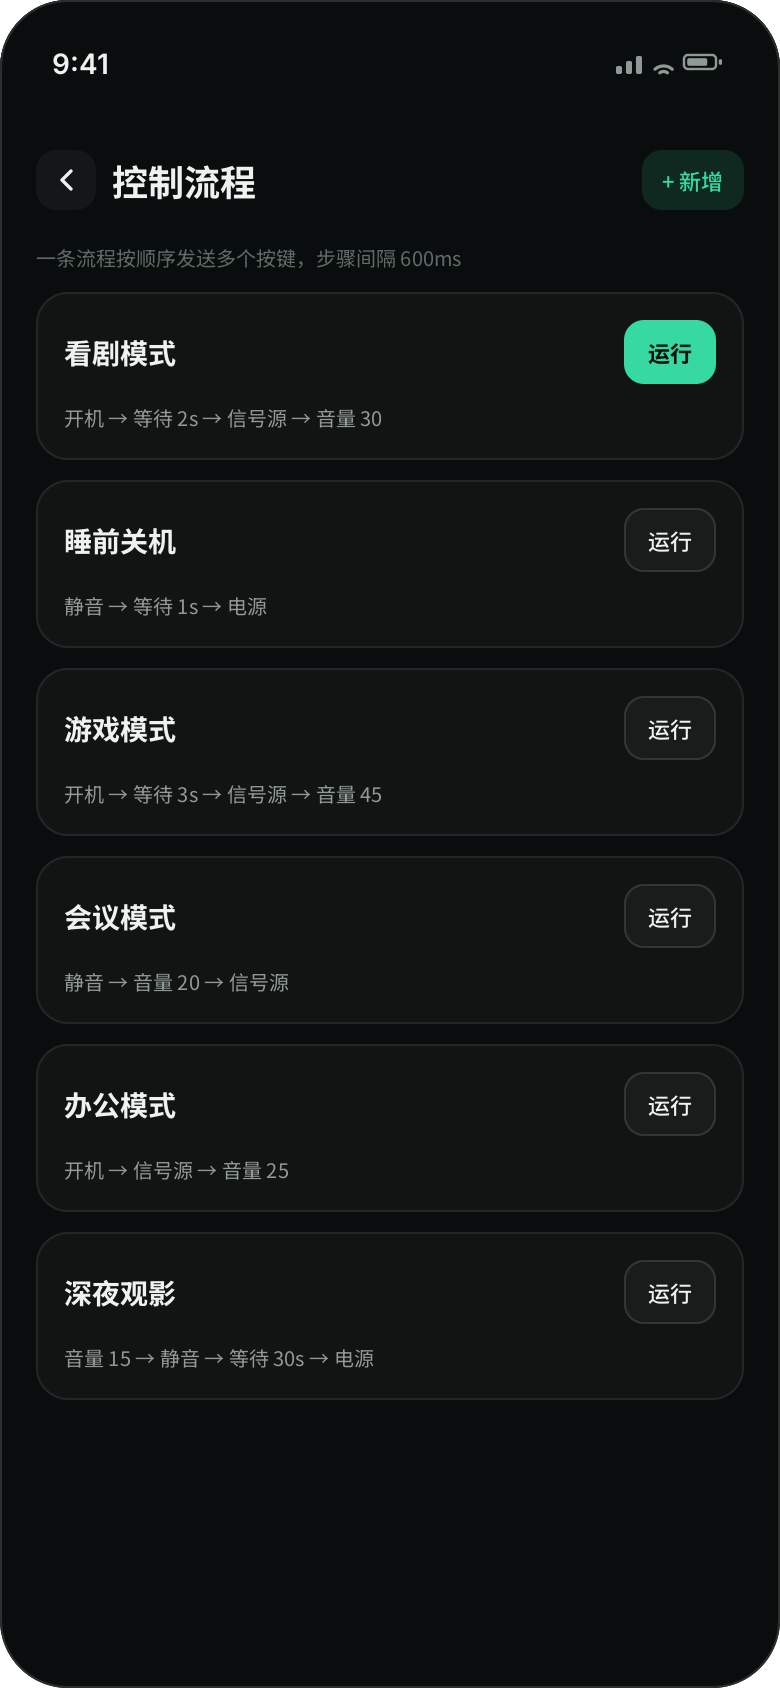 9:41
控制流程
+ 新增
一条流程按顺序发送多个按键，步骤间隔 600ms
看剧模式
运行
开机 → 等待 2s → 信号源 → 音量 30
睡前关机
运行
静音 → 等待 1s → 电源
游戏模式
运行
开机 → 等待 3s → 信号源 → 音量 45
会议模式
运行
静音 → 音量 20 → 信号源
办公模式
运行
开机 → 信号源 → 音量 25
深夜观影
运行
音量 15 → 静音 → 等待 30s → 电源